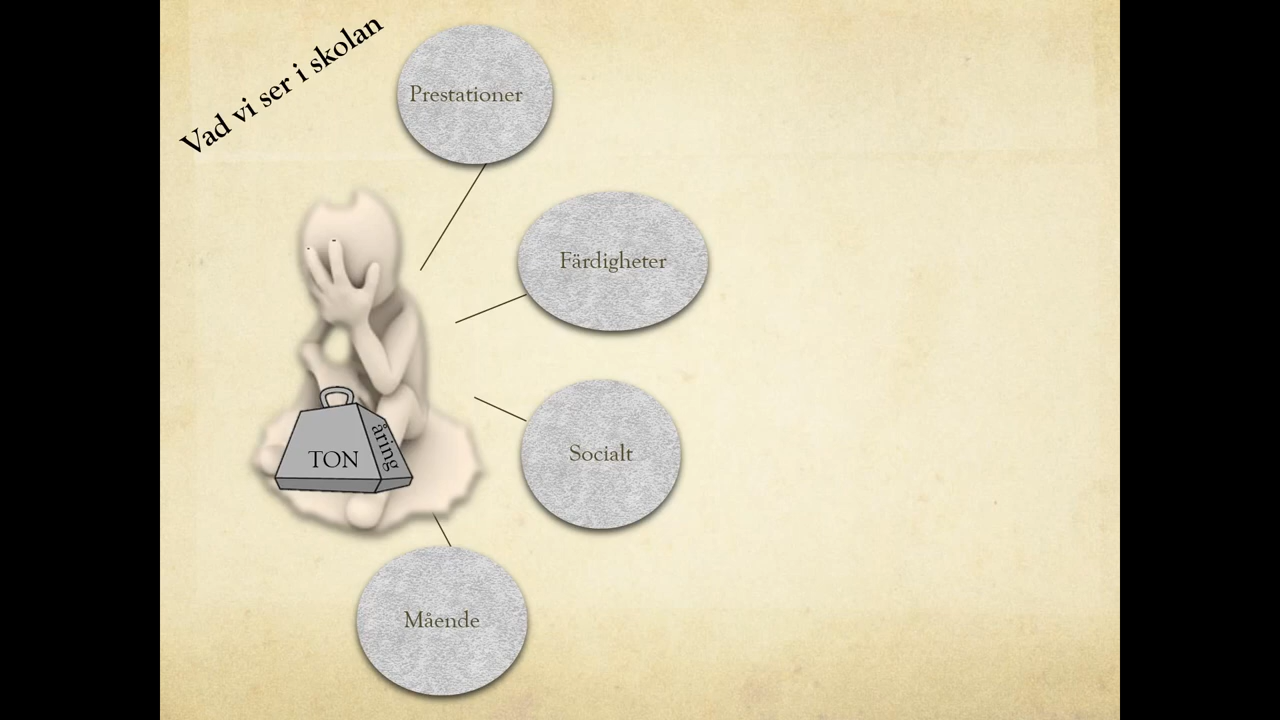 Vad vi ser i skolan
Prestationer
Färdigheter
Socialt
TON
åring
Mående